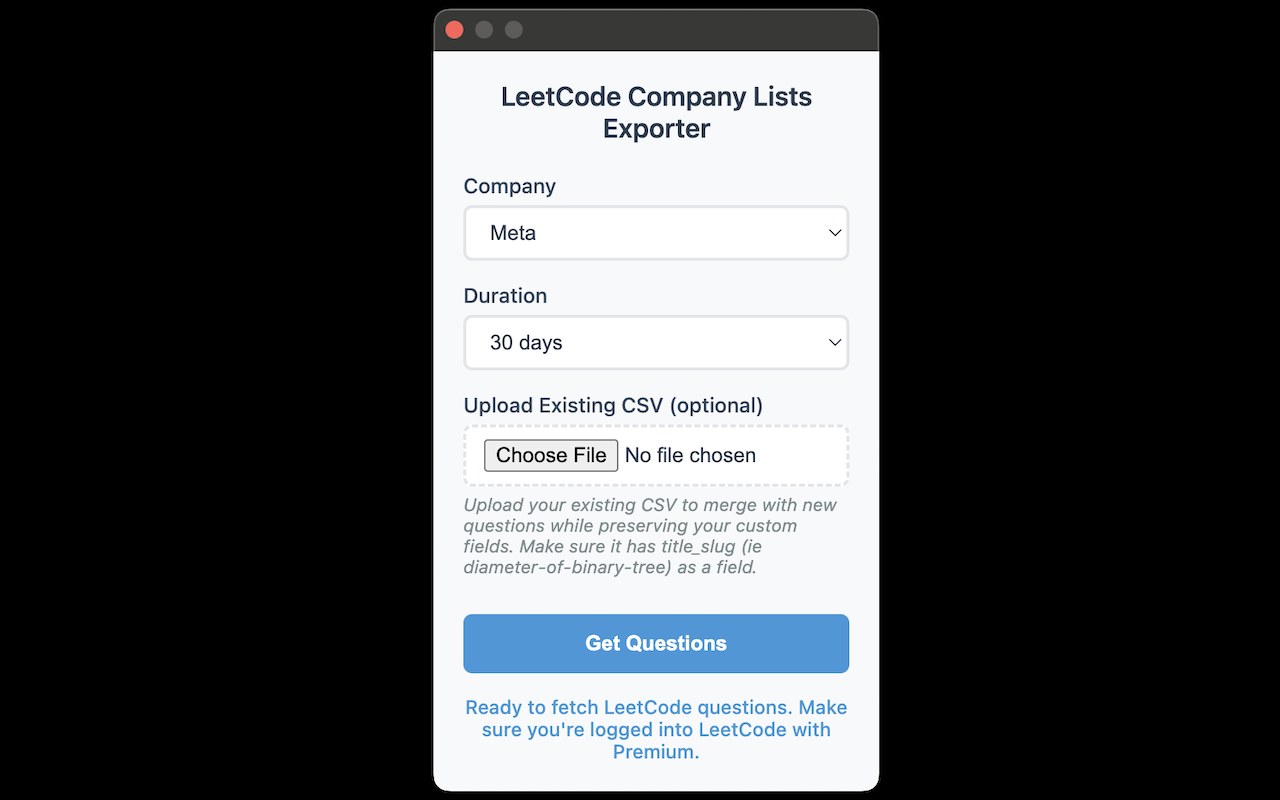 LeetCode Company Lists
Exporter
Company
Meta
Duration
30 days
Upload Existing CSV (optional)
Choose File No file chosen
Upload your existing CSV to merge with new
questions while preserving your custom
fields. Make sure it has title_slug (ie
diameter-of-binary-tree) as a field.
Get Questions
Ready to fetch LeetCode questions. Make
sure you're logged into LeetCode with
Premium.